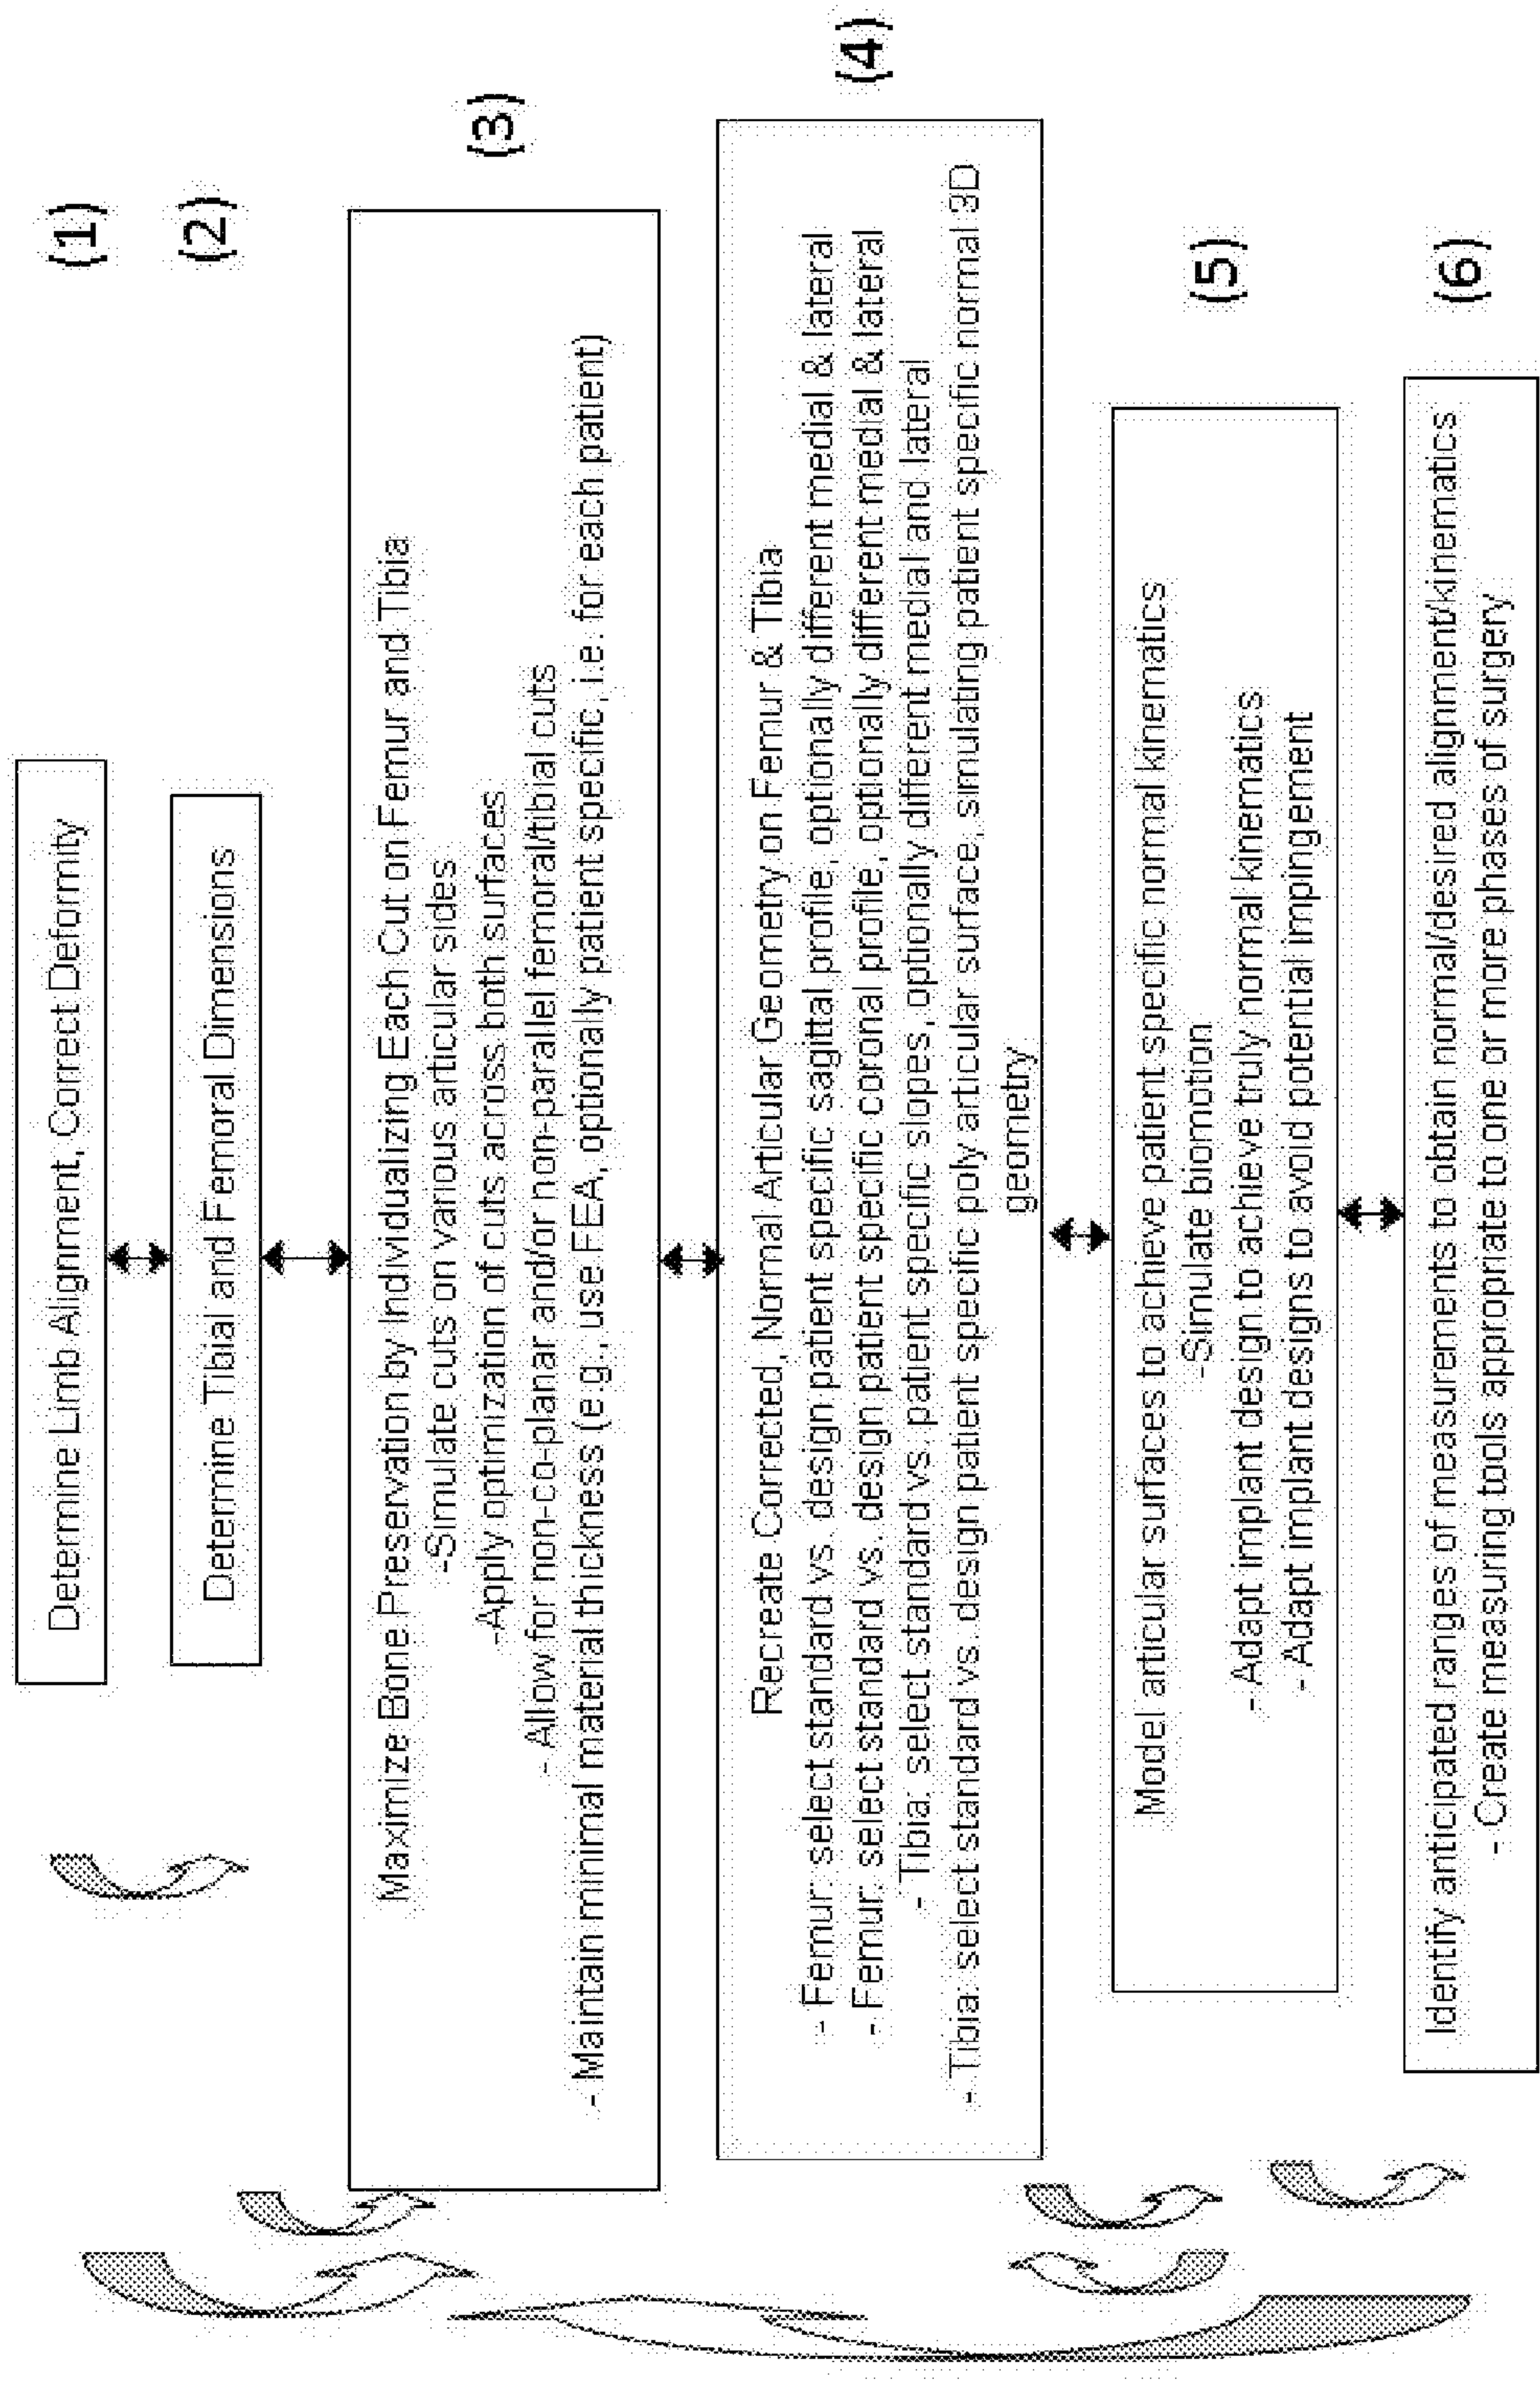 Determine Limb Alignment, Correct Deformity
(1)
Determine Tibial and Femoral Dimensions
(2)
Maximize Bone Preservation by Individualizing Each Cut on Femur and Tibia
-Simulate cuts on various articular sides
-Apply optimization of cuts across both surfaces
- Allow for non-co-planar and/or non-parallel femoral/tibial cuts
- Maintain minimal material thickness (e.g., use FEA, optionally patient specific, i.e. for each patient)
(3)
Recreate Corrected, Normal Articular Geometry on Femur & Tibia
- Femur: select standard vs. design patient specific sagittal profile, optionally different medial & lateral
- Femur: select standard vs. design patient specific coronal profile, optionally different medial & lateral
- Tibia: select standard vs. patient specific slopes, optionally different medial and lateral
- Tibia: select standard vs. design patient specific poly articular surface, simulating patient specific normal 3D
geometry
(4)
Model articular surfaces to achieve patient specific normal kinematics
-Simulate biomotion
- Adapt implant design to achieve truly normal kinematics
- Adapt implant designs to avoid potential impingement
(5)
Identify anticipated ranges of measurements to obtain normal/desired alignment/kinematics
- Create measuring tools appropriate to one or more phases of surgery
(6)